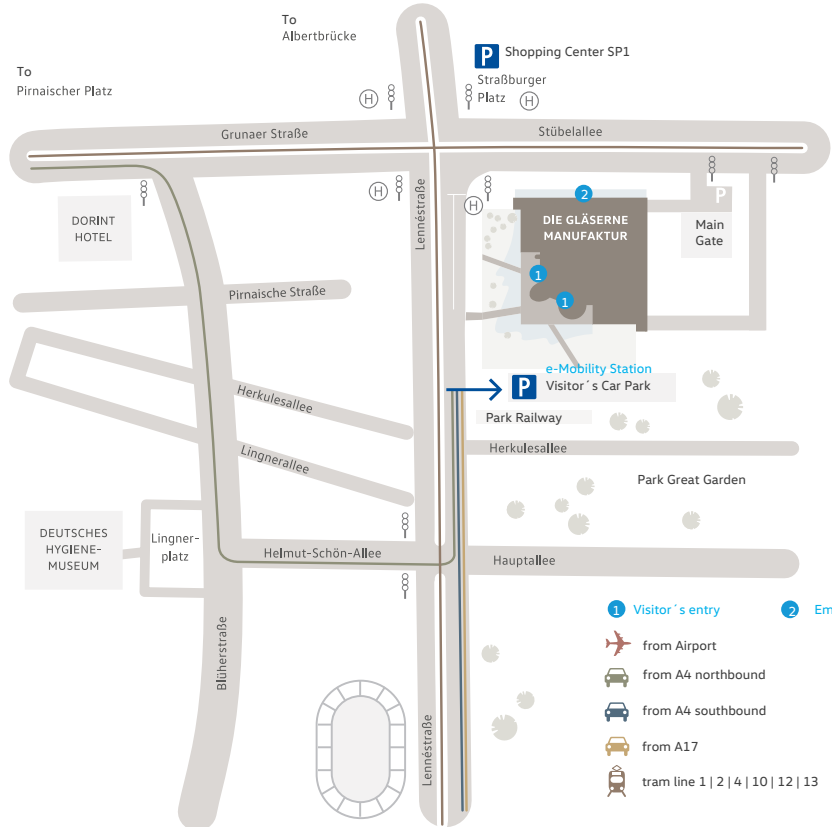 To
Albertbrücke
P Shopping Center SP1
To
Pirnaischer Platz
Straßburger
Platz
H
H
Grunaer Straße
Stübelallee
H
H
Lennéstraße
2
P
DORINT
HOTEL
DIE GLÄSERNE
MANUFAKTUR
Main
Gate
1
1
Pirnaische Straße
e-Mobility Station
P Visitor´s Car Park
Herkulesallee
Park Railway
Lingnerallee
Herkulesallee
Park Great Garden
DEUTSCHES
HYGIENE-
MUSEUM
Lingner-
platz
Helmut-Schön-Allee
Hauptallee
Blüherstraße
Lennéstraße
1 Visitor´s entry 2 Em
from Airport
from A4 northbound
from A4 southbound
from A17
tram line 1 | 2 | 4 | 10 | 12 | 13